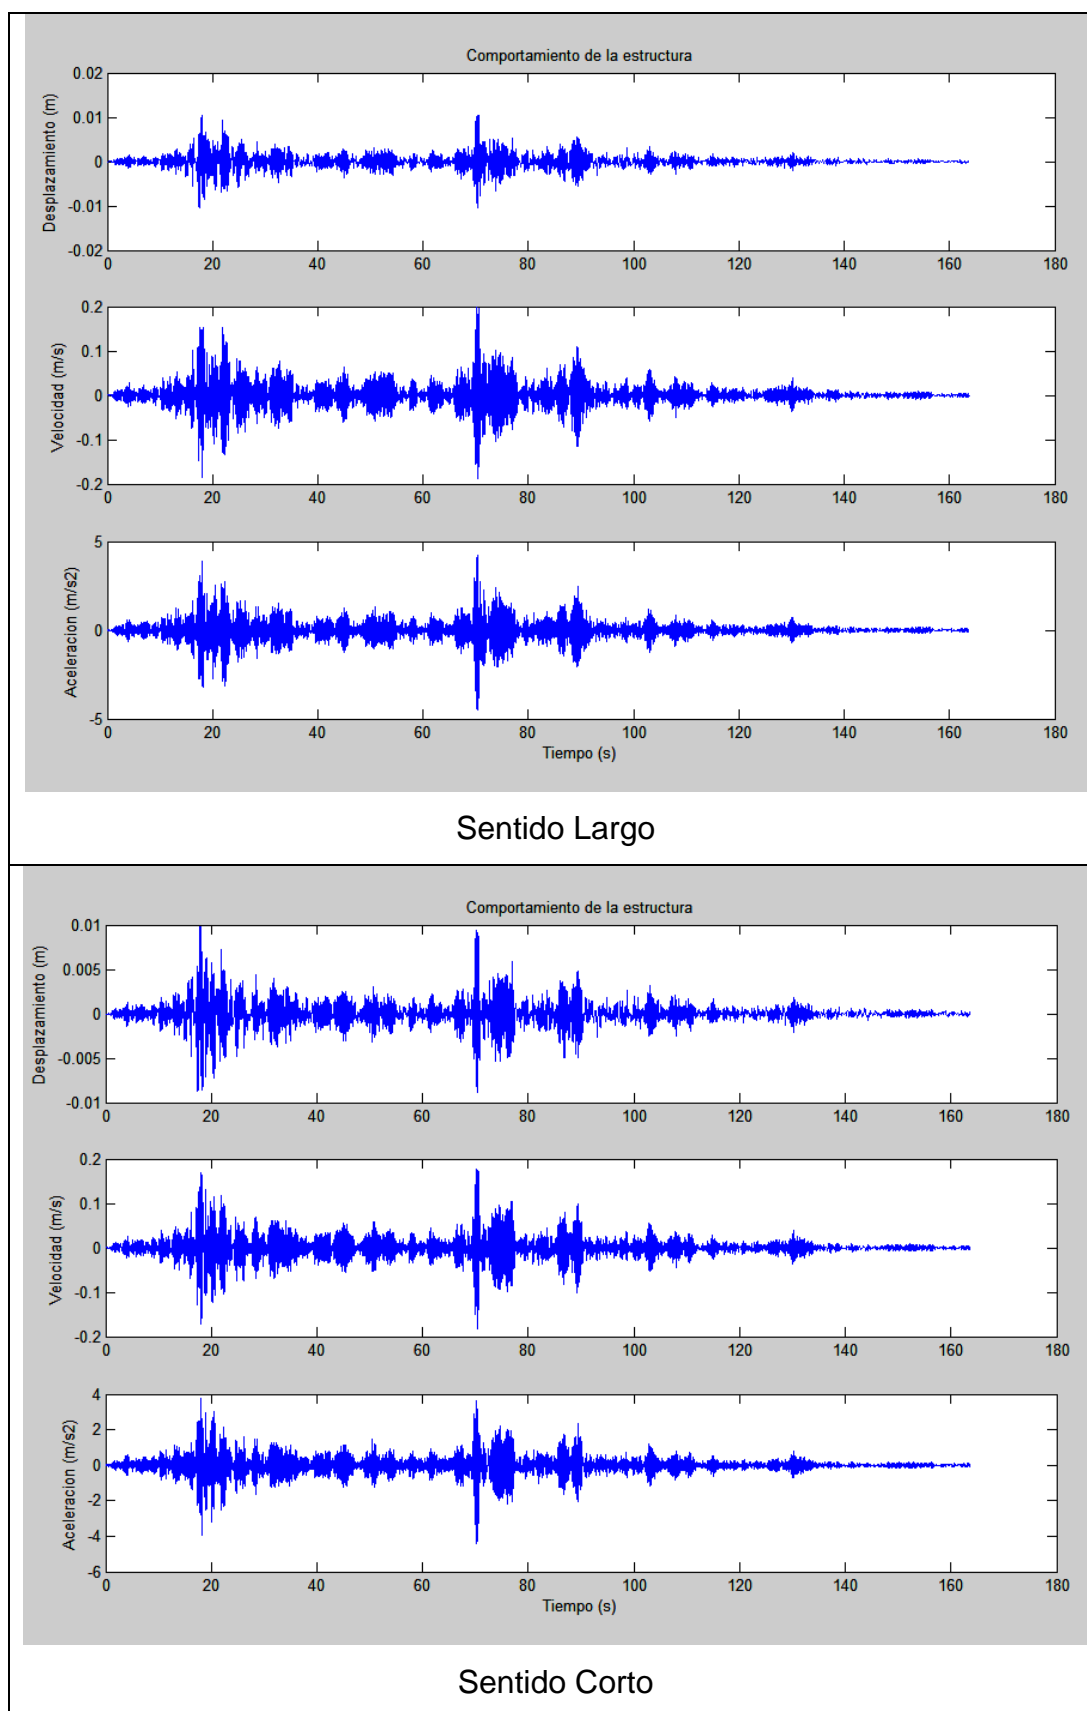 Comportamiento de la estructura
Desplazamiento (m)
0.02
0.01
0
-0.01
-0.02
0 20 40 60 80 100 120 140 160 180
Velocidad (m/s)
0.2
0.1
0
-0.1
-0.2
0 20 40 60 80 100 120 140 160 180
Aceleracion (m/s2)
5
0
-5
0 20 40 60 80 100 120 140 160 180
Tiempo (s)
Sentido Largo
Comportamiento de la estructura
Desplazamiento (m)
0.01
0.005
0
-0.005
-0.01
0 20 40 60 80 100 120 140 160 180
Velocidad (m/s)
0.2
0.1
0
-0.1
-0.2
0 20 40 60 80 100 120 140 160 180
Aceleracion (m/s2)
4
2
0
-2
-4
-6
0 20 40 60 80 100 120 140 160 180
Tiempo (s)
Sentido Corto